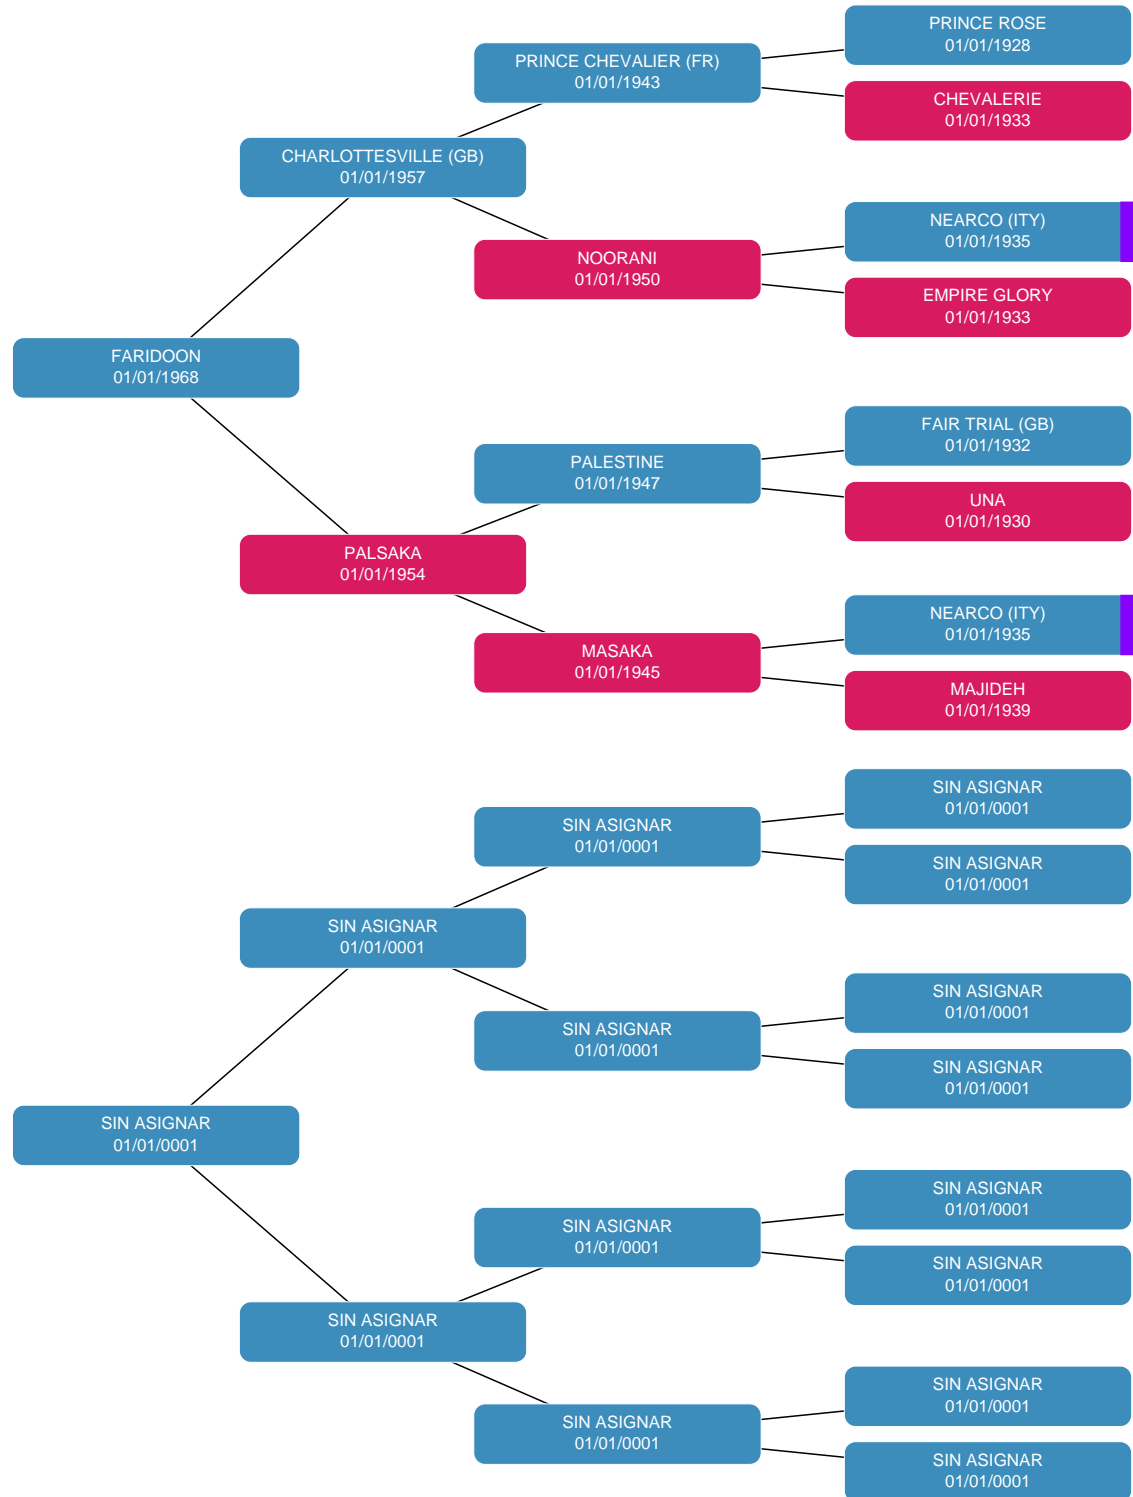 PRINCE ROSE
01/01/1928
PRINCE CHEVALIER (FR)
01/01/1943
CHEVALERIE
01/01/1933
CHARLOTTESVILLE (GB)
01/01/1957
NEARCO (ITY)
01/01/1935
NOORANI
01/01/1950
EMPIRE GLORY
01/01/1933
FARIDOON
01/01/1968
FAIR TRIAL (GB)
01/01/1932
PALESTINE
01/01/1947
UNA
01/01/1930
PALSAKA
01/01/1954
NEARCO (ITY)
01/01/1935
MASAKA
01/01/1945
MAJIDEH
01/01/1939
SIN ASIGNAR
01/01/0001
SIN ASIGNAR
01/01/0001
SIN ASIGNAR
01/01/0001
SIN ASIGNAR
01/01/0001
SIN ASIGNAR
01/01/0001
SIN ASIGNAR
01/01/0001
SIN ASIGNAR
01/01/0001
SIN ASIGNAR
01/01/0001
SIN ASIGNAR
01/01/0001
SIN ASIGNAR
01/01/0001
SIN ASIGNAR
01/01/0001
SIN ASIGNAR
01/01/0001
SIN ASIGNAR
01/01/0001
SIN ASIGNAR
01/01/0001
SIN ASIGNAR
01/01/0001